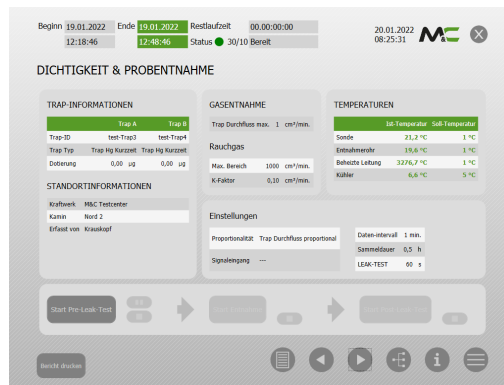 Beginn 19.01.2022 Ende 19.01.2022 Restlaufzeit 00.00:00:00 20.01.2022
12:18:46 12:48:46 Status 30/10 Bereit 08:25:31 M&C
DICHTIGKEIT & PROBENTNAHME
TRAP-INFORMATIONEN
Trap A Trap B
Trap-ID test-Trap3 test-Trap4
Trap Typ Trap Hg Kurzzeit Trap Hg Kurzzeit
Dotierung 0,00 µg 0,00 µg
STANDORTINFORMATIONEN
Kraftwerk M&C Testcenter
Kamin Nord 2
Erfasst von Krauskopf
GASENTNAHME
Trap Durchfluss max. 1 cm³/min.
Rauchgas
Max. Bereich 1000 cm³/min.
K-Faktor 0,10 cm³/min.
TEMPERATUREN
Ist-Temperatur Soll-Temperatur
Sonde 21,2 °C 1 °C
Entnahmerohr 19,6 °C 1 °C
Beheizte Leitung 3276,7 °C 1 °C
Kühler 6,6 °C 5 °C
Einstellungen
Proportionalität Trap Durchfluss proportional
Signaleingang ---
Daten-intervall 1 min.
Sammeldauer 0,5 h
LEAK-TEST 60 s
Start Pre-Leak-Test
Bericht drucken